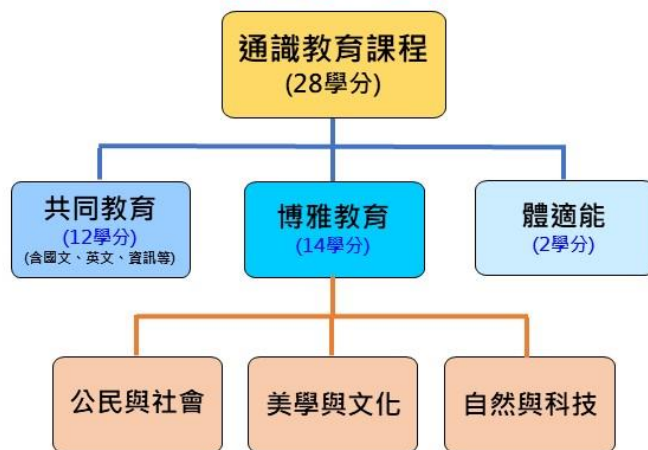 通識教育課程
(28學分)
共同教育
(12學分)
(含國文、英文、資訊等)
博雅教育
(14學分)
體適能
(2學分)
公民與社會
美學與文化
自然與科技